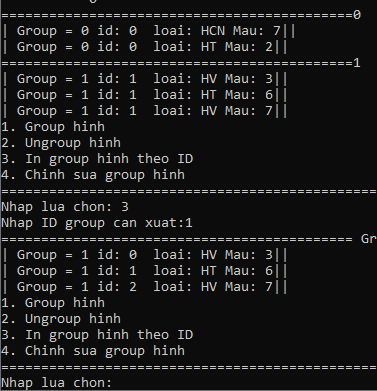 ========================================0
| Group = 0 id: 0  loai: HCN Mau: 7||
| Group = 0 id: 0  loai: HT Mau: 2||
========================================1
| Group = 1 id: 1  loai: HV Mau: 3||
| Group = 1 id: 1  loai: HT Mau: 6||
| Group = 1 id: 1  loai: HV Mau: 7||
1. Group hinh
2. Ungroup hinh
3. In group hinh theo ID
4. Chinh sua group hinh
===========================================
Nhap lua chon: 3
Nhap ID group can xuat:1
======================================== Gr
| Group = 1 id: 0  loai: HV Mau: 3||
| Group = 1 id: 1  loai: HT Mau: 6||
| Group = 1 id: 2  loai: HV Mau: 7||
1. Group hinh
2. Ungroup hinh
3. In group hinh theo ID
4. Chinh sua group hinh
===========================================
Nhap lua chon: